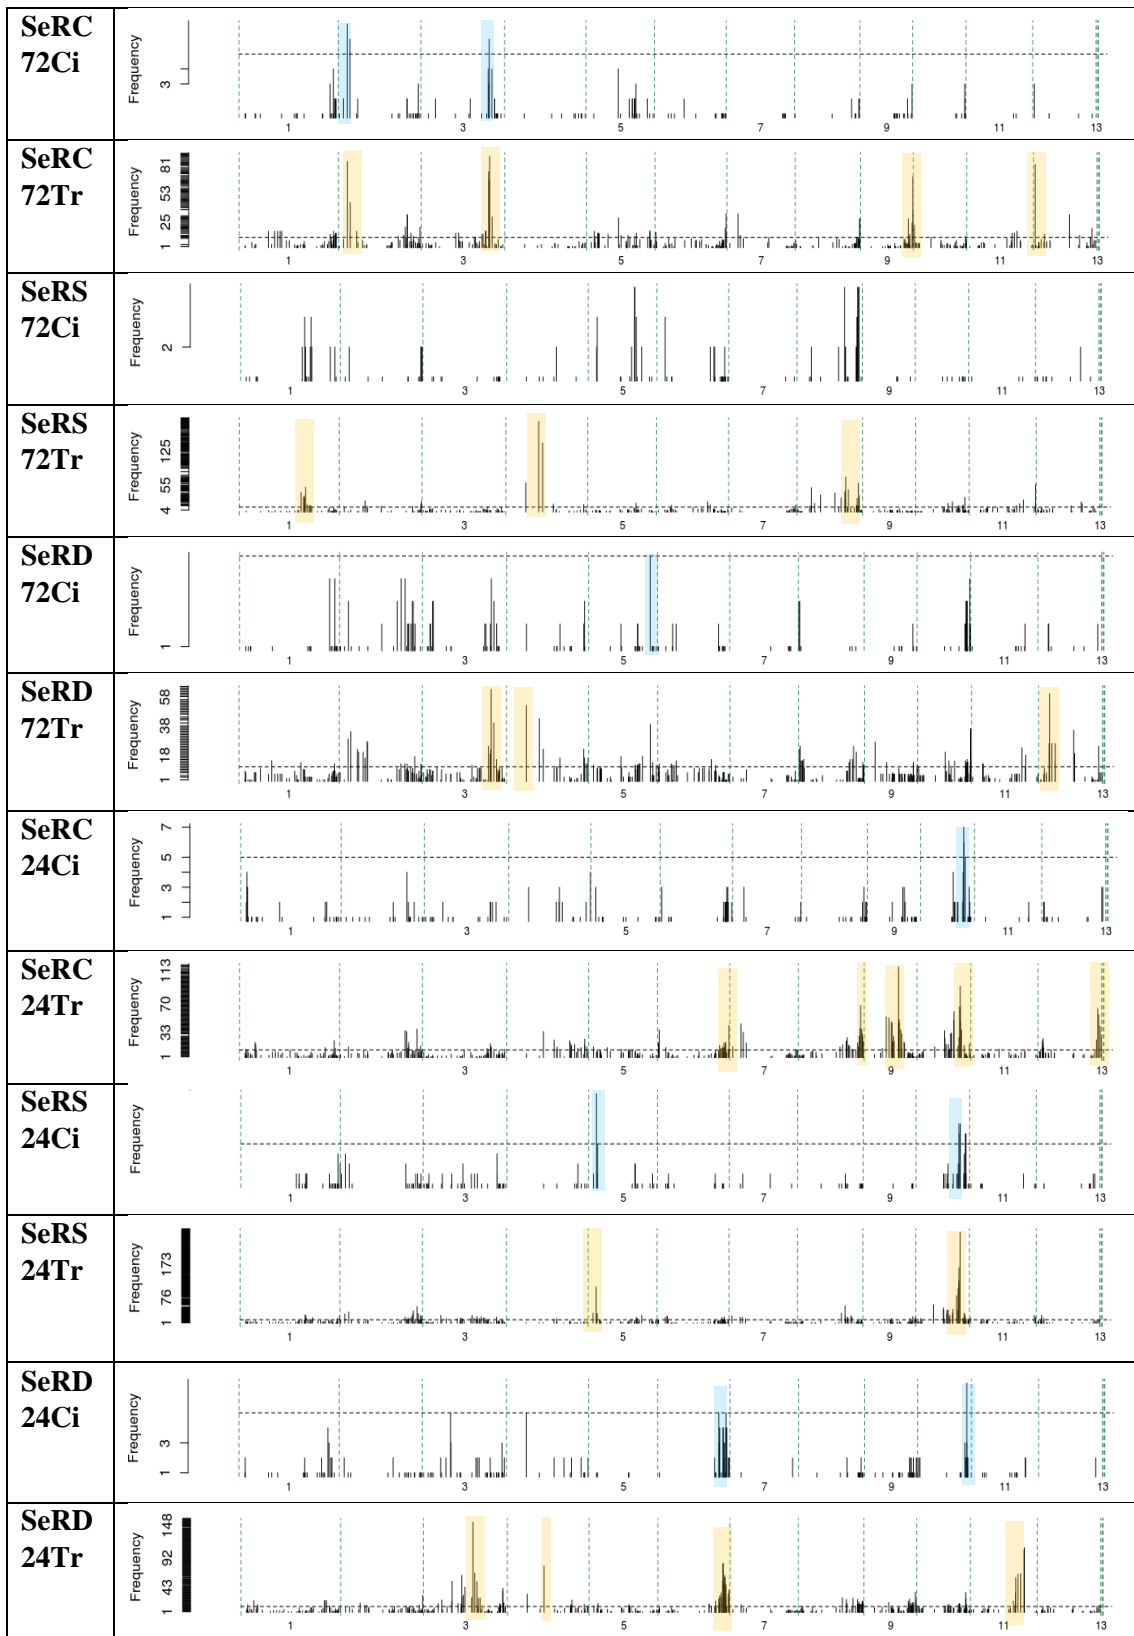 SeRC
72Ci
Frequency
3
1 3 5 7 9 11 13
SeRC
72Tr
Frequency
1 25 53 81
1 3 5 7 9 11 13
SeRS
72Ci
Frequency
2
1 3 5 7 9 11 13
SeRS
72Tr
Frequency
4 55 125
1 3 5 7 9 11 13
SeRD
72Ci
Frequency
1
1 3 5 7 9 11 13
SeRD
72Tr
Frequency
1 18 38 58
1 3 5 7 9 11 13
SeRC
24Ci
Frequency
1 3 5 7
1 3 5 7 9 11 13
SeRC
24Tr
Frequency
1 33 70 113
1 3 5 7 9 11 13
SeRS
24Ci
Frequency
1 3 5 7 9 11 13
SeRS
24Tr
Frequency
1 76 173
1 3 5 7 9 11 13
SeRD
24Ci
Frequency
1 3
1 3 5 7 9 11 13
SeRD
24Tr
Frequency
1 43 92 148
1 3 5 7 9 11 13